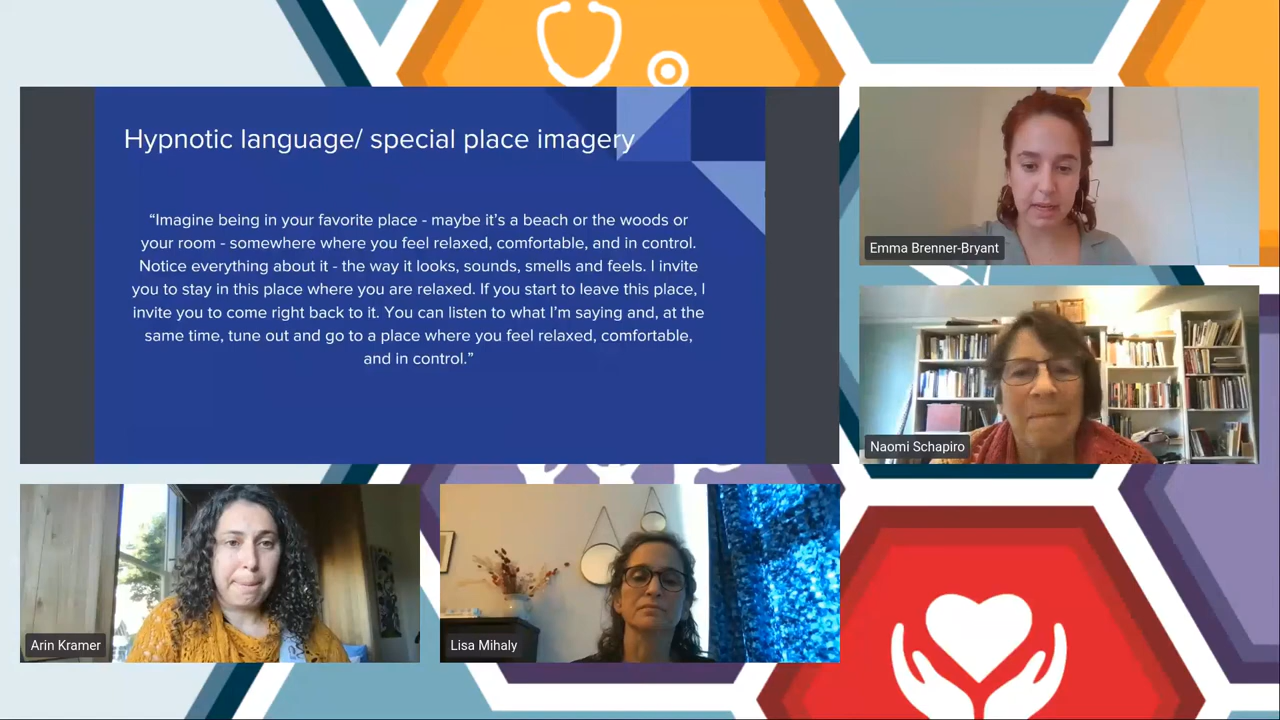 Hypnotic language/ special place imagery
“Imagine being in your favorite place - maybe it’s a beach or the woods or
your room - somewhere where you feel relaxed, comfortable, and in control.
Notice everything about it - the way it looks, sounds, smells and feels. I invite
you to stay in this place where you are relaxed. If you start to leave this place, I
invite you to come right back to it. You can listen to what I’m saying and, at the
same time, tune out and go to a place where you feel relaxed, comfortable,
and in control.”
Emma Brenner-Bryant
Naomi Schapiro
Arin Kramer
Lisa Mihaly